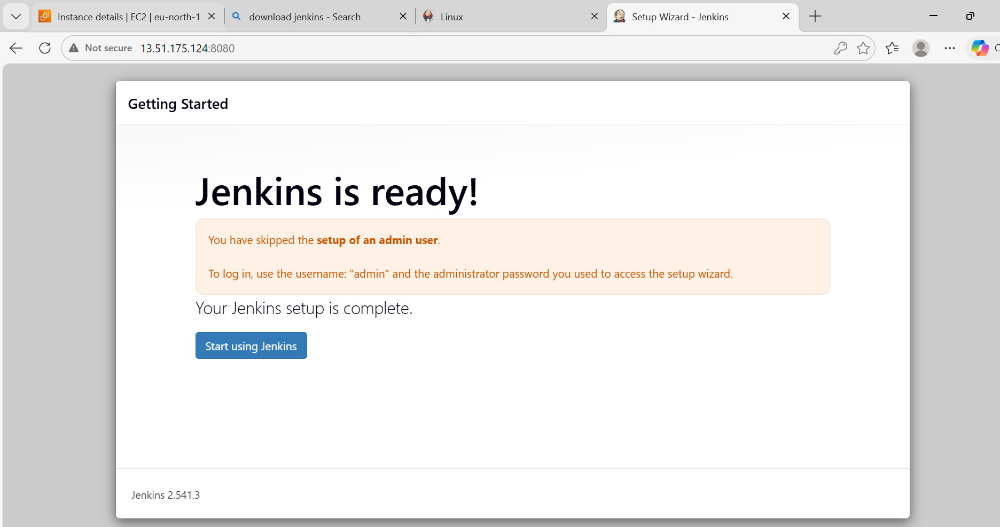 Instance details | EC2 | eu-north-1
download jenkins - Search
Linux
Setup Wizard - Jenkins
Not secure
13.51.175.124:8080
Getting Started
Jenkins is ready!
You have skipped the setup of an admin user.
To log in, use the username: "admin" and the administrator password you used to access the setup wizard.
Your Jenkins setup is complete.
Start using Jenkins
Jenkins 2.541.3